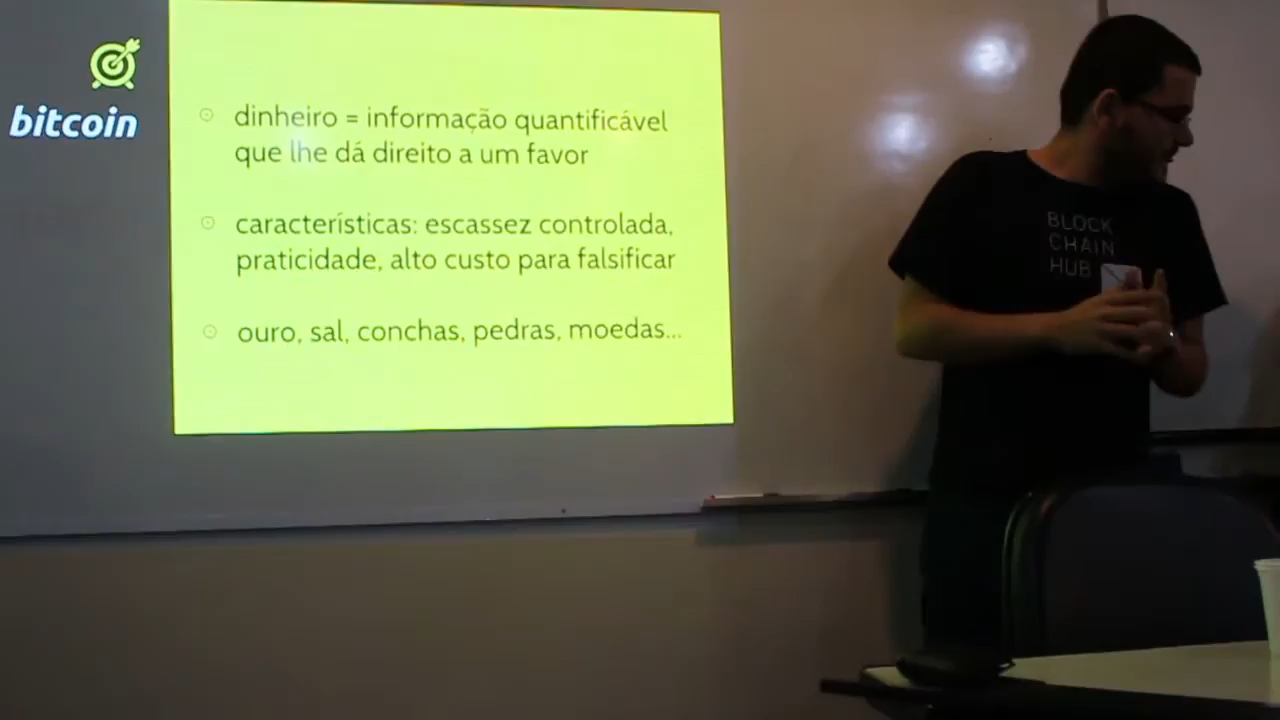 bitcoin
dinheiro = informação quantificável
que lhe dá direito a um favor
características: escassez controlada,
praticidade, alto custo para falsificar
ouro, sal, conchas, pedras, moedas...
BLOCK
CHAIN
HUB